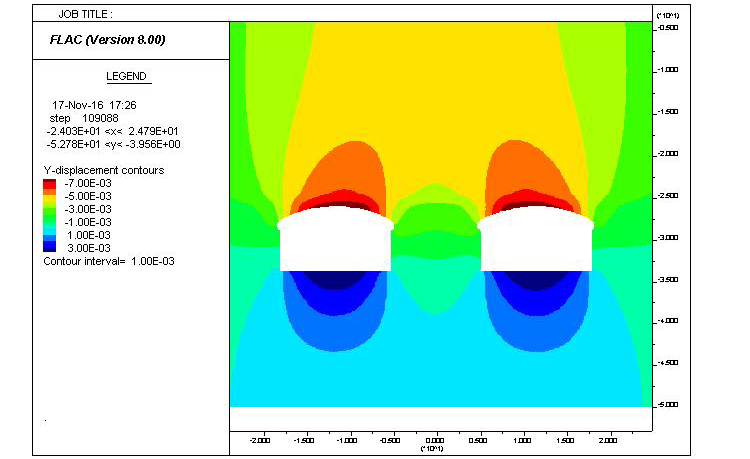 JOB TITLE :
FLAC (Version 8.00)
LEGEND
17-Nov-16 17:26
step 109088
-2.403E+01 <x< 2.479E+01
-5.278E+01 <y< -3.956E+00
Y-displacement contours
-7.00E-03
-5.00E-03
-3.00E-03
-1.00E-03
1.00E-03
3.00E-03
Contour interval= 1.00E-03
(*10^1)
-0.500
-1.000
-1.500
-2.000
-2.500
-3.000
-3.500
-4.000
-4.500
-5.000
-2.000 -1.500 -1.000 -0.500 0.000 0.500 1.000 1.500 2.000
(*10^1)